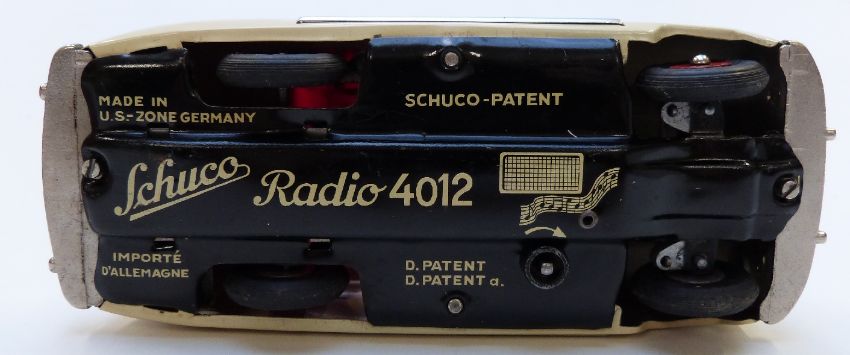 MADE IN
U.S.-ZONE GERMANY
SCHUCO-PATENT
Schuco Radio 4012
IMPORTÉ
D'ALLEMAGNE
D. PATENT
D. PATENT a.